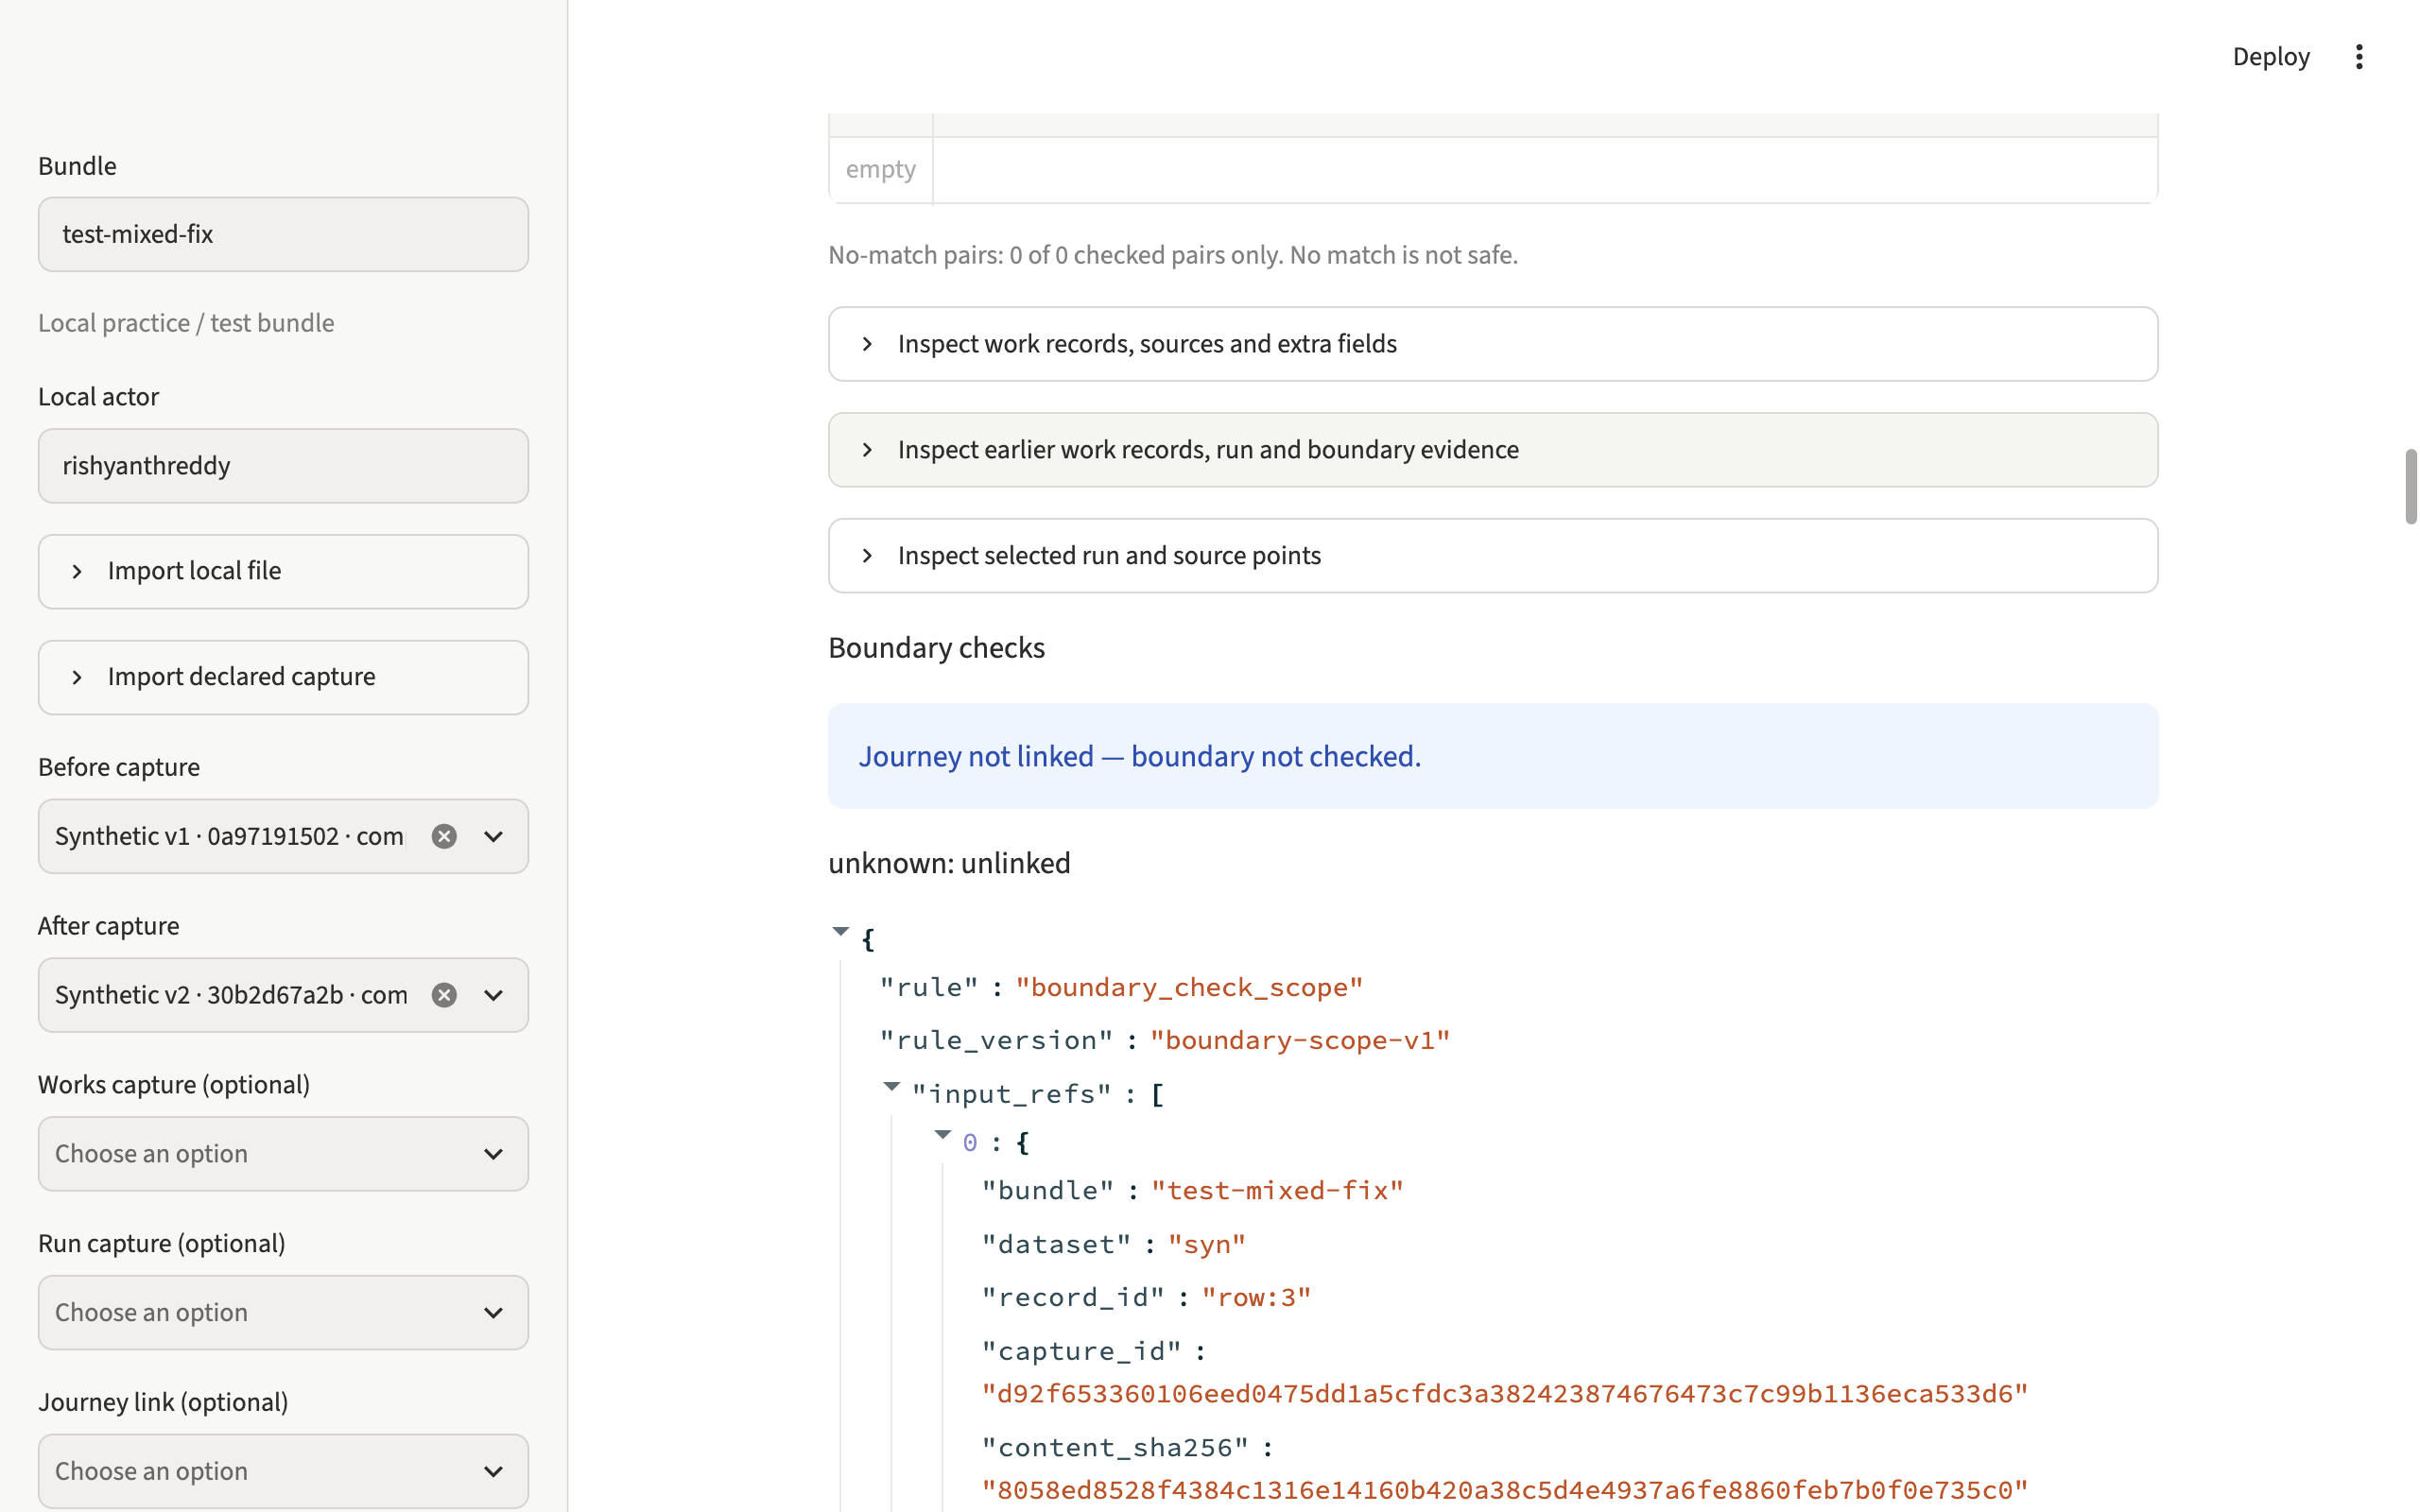 Deploy
Bundle
test-mixed-fix
Local practice / test bundle
Local actor
rishyanthreddy
Import local file
Import declared capture
Before capture
Synthetic v1 · 0a97191502 · com
After capture
Synthetic v2 · 30b2d67a2b · com
Works capture (optional)
Choose an option
Run capture (optional)
Choose an option
Journey link (optional)
Choose an option
empty
No-match pairs: 0 of 0 checked pairs only. No match is not safe.
Inspect work records, sources and extra fields
Inspect earlier work records, run and boundary evidence
Inspect selected run and source points
Boundary checks
Journey not linked — boundary not checked.
unknown: unlinked
{
"rule" : "boundary_check_scope"
"rule_version" : "boundary-scope-v1"
"input_refs" : [
0 : {
"bundle" : "test-mixed-fix"
"dataset" : "syn"
"record_id" : "row:3"
"capture_id" :
"d92f653360106eed0475dd1a5cfdc3a382423874676473c7c99b1136eca533d6"
"content_sha256" :
"8058ed8528f4384c1316e14160b420a38c5d4e4937a6fe8860feb7b0f0e735c0"